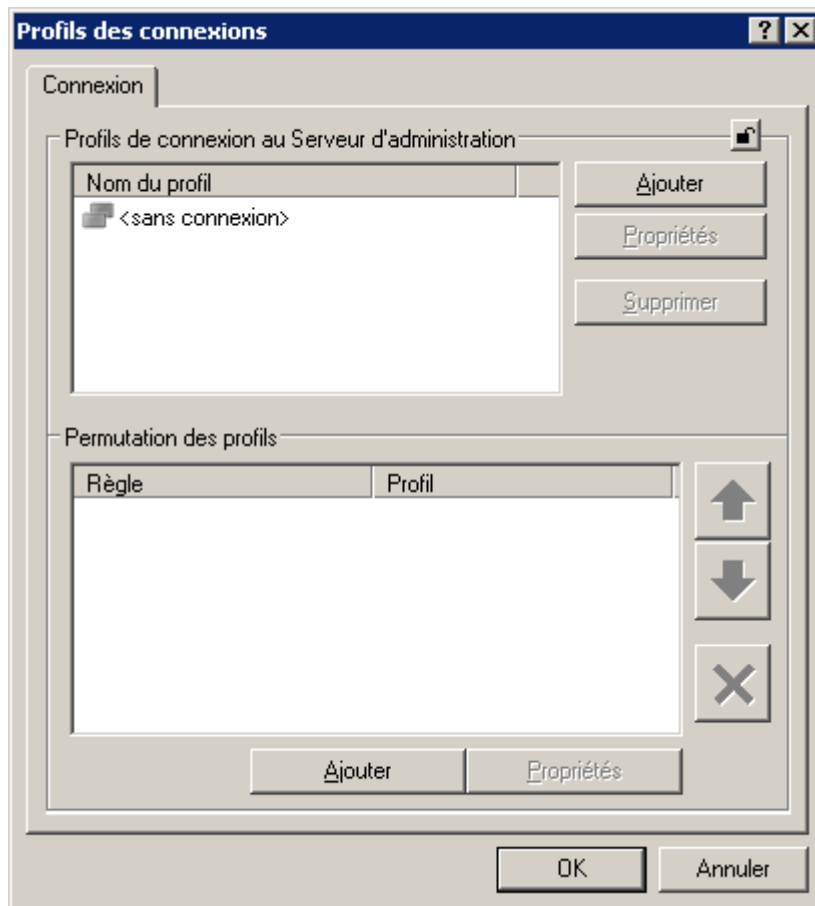 Profils des connexions
Connexion
Profils de connexion au Serveur d'administration
Nom du profil
<sans connexion>
Ajouter
Propriétés
Supprimer
Permutation des profils
Règle Profil
Ajouter Propriétés
OK Annuler